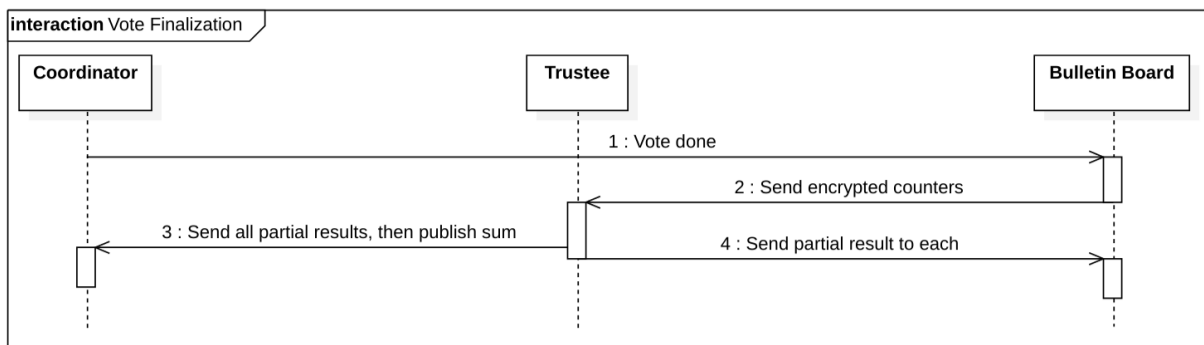 interaction Vote Finalization
Coordinator
Trustee
Bulletin Board
1 : Vote done
2 : Send encrypted counters
3 : Send all partial results, then publish sum
4 : Send partial result to each